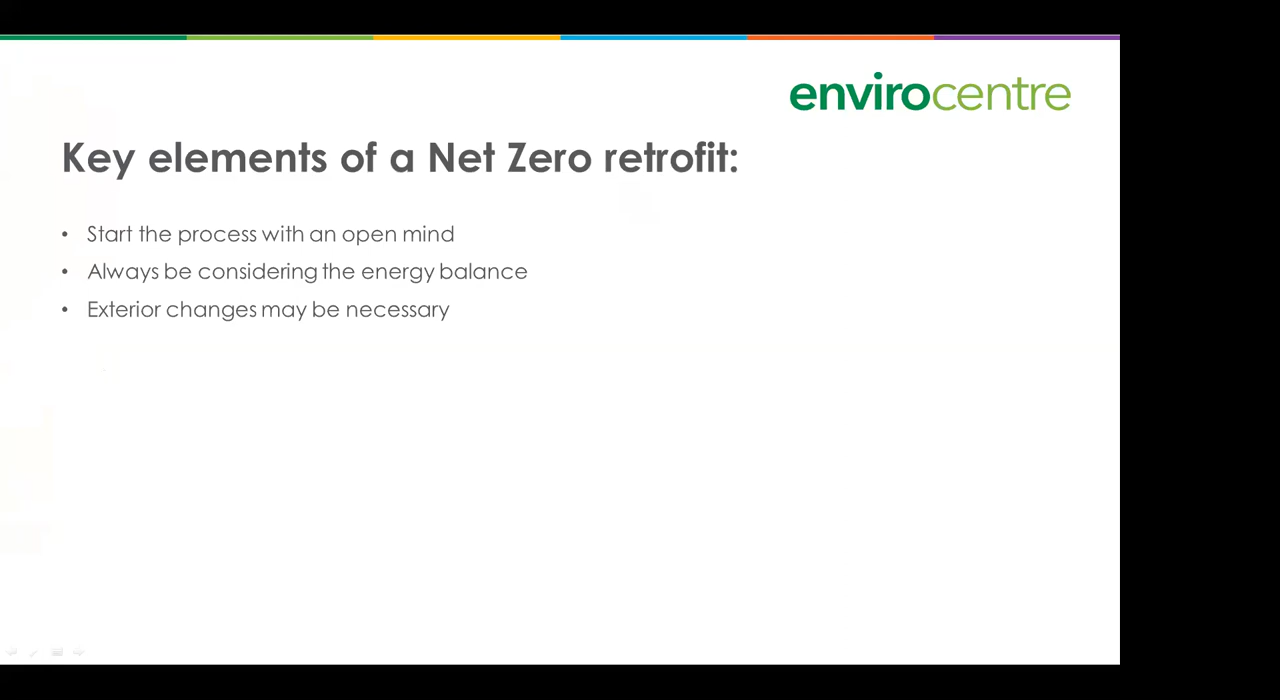 envirocentre
Key elements of a Net Zero retrofit:
• Start the process with an open mind
• Always be considering the energy balance
• Exterior changes may be necessary